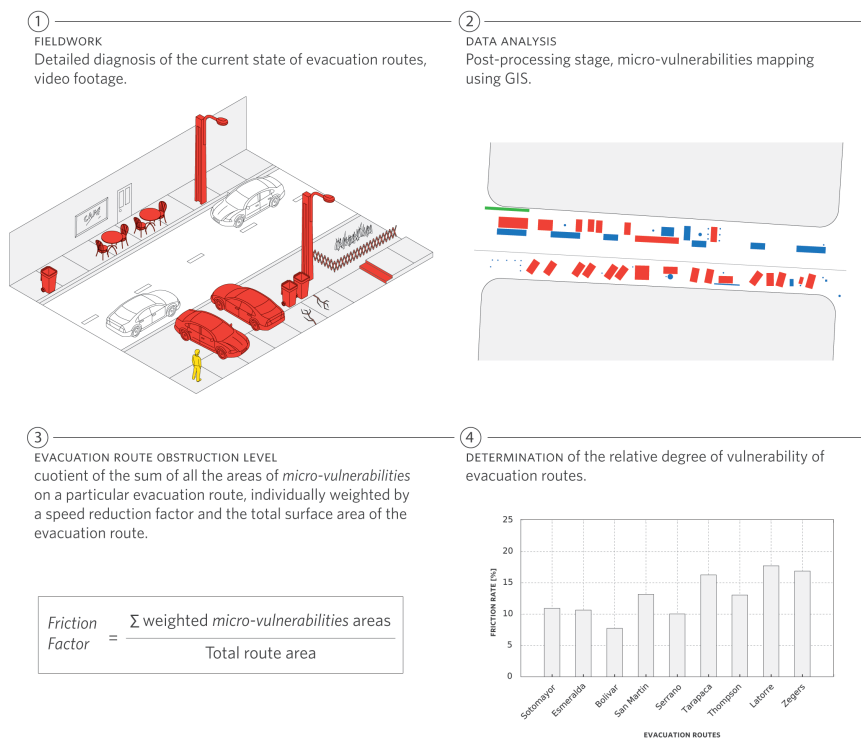 1
FIELDWORK
Detailed diagnosis of the current state of evacuation routes,
video footage.
CAFE
2
DATA ANALYSIS
Post-processing stage, micro-vulnerabilities mapping
using GIS.
3
EVACUATION ROUTE OBSTRUCTION LEVEL
cuotient of the sum of all the areas of micro-vulnerabilities
on a particular evacuation route, individually weighted by
a speed reduction factor and the total surface area of the
evacuation route.
Friction
Factor
=
∑ weighted micro-vulnerabilities areas
Total route area
4
DETERMINATION of the relative degree of vulnerability of
evacuation routes.
FRICTION RATE [%]
25
20
15
10
5
0
Sotomayor
Esmeralda
Bolivar
San Martin
Serrano
Tarapaca
Thompson
Latorre
Zegers
EVACUATION ROUTES